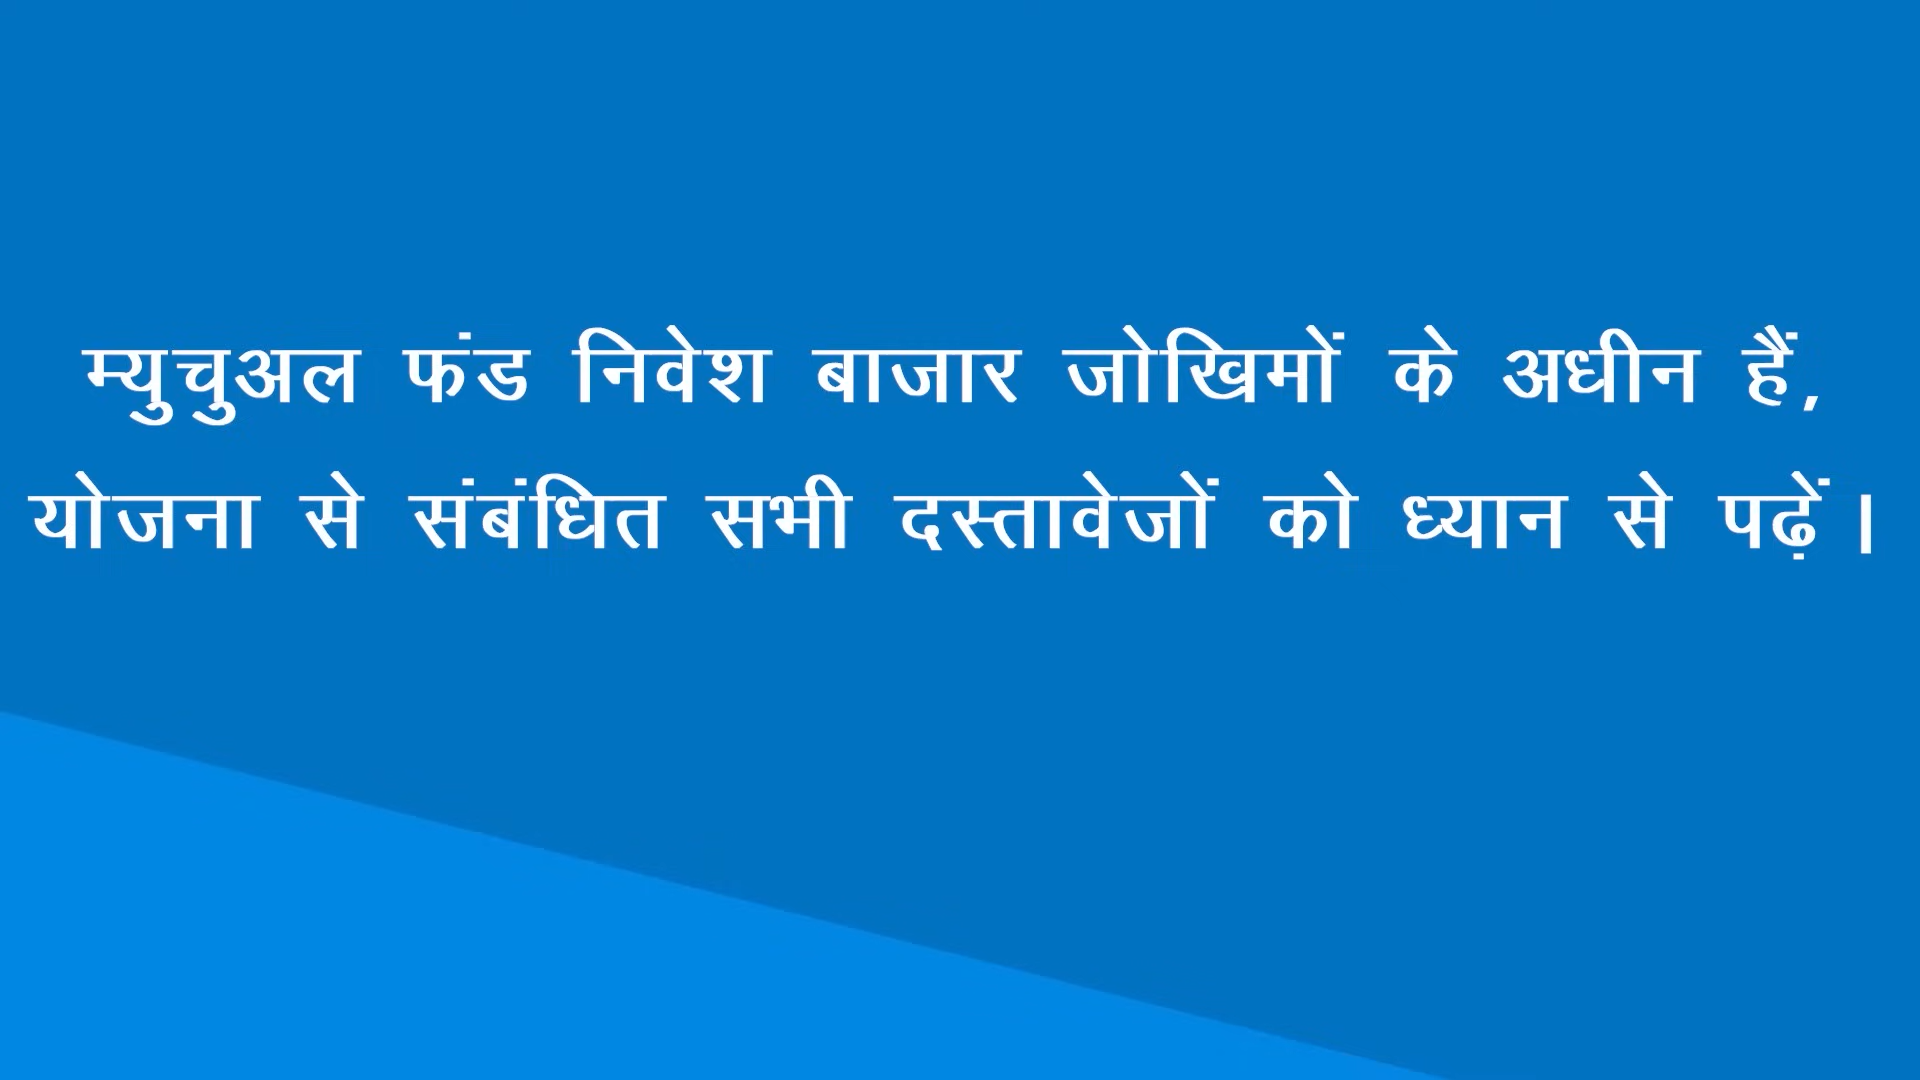 म्युचुअल फंड निवेश बाजार जोखिमों के अधीन हैं,
योजना से संबंधित सभी दस्तावेजों को ध्यान से पढ़ें।